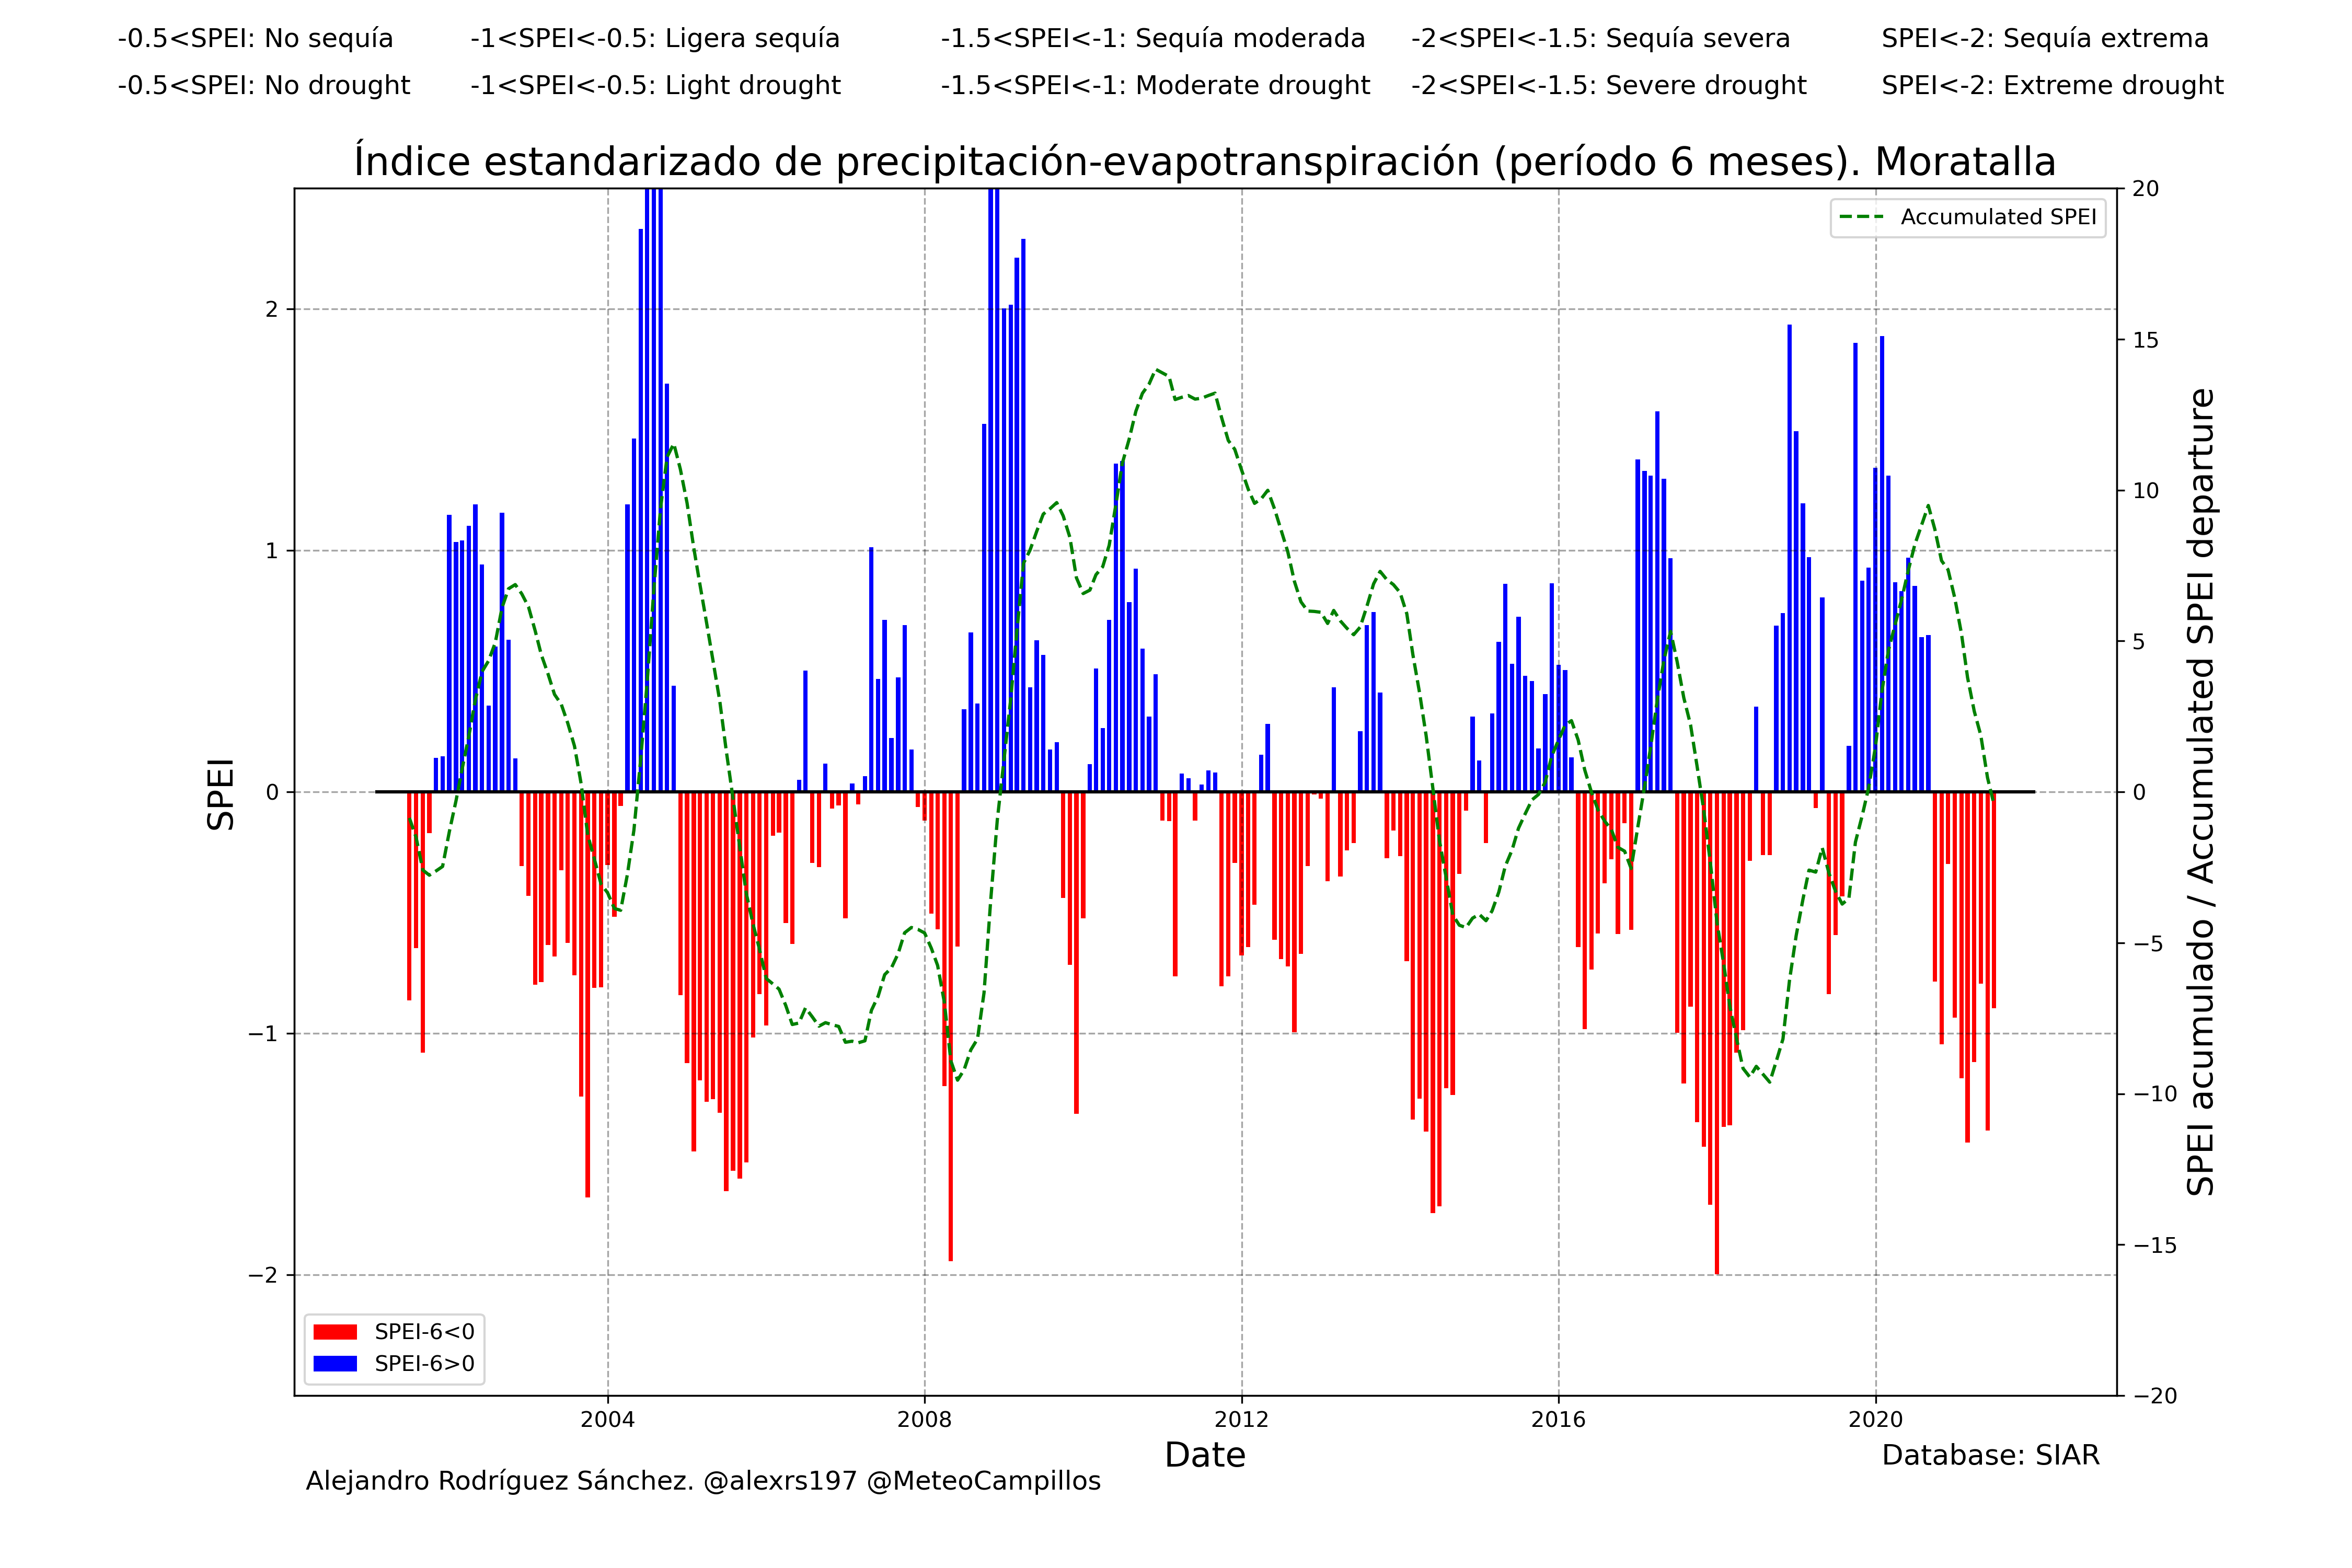 -0.5<SPEI: No sequía -1<SPEI<-0.5: Ligera sequía -1.5<SPEI<-1: Sequía moderada -2<SPEI<-1.5: Sequía severa SPEI<-2: Sequía extrema
-0.5<SPEI: No drought -1<SPEI<-0.5: Light drought -1.5<SPEI<-1: Moderate drought -2<SPEI<-1.5: Severe drought SPEI<-2: Extreme drought
Índice estandarizado de precipitación-evapotranspiración (período 6 meses). Moratalla
SPEI
2
1
0
−1
−2
Accumulated SPEI
20
15
10
5
0
−5
−10
−15
−20
SPEI acumulado / Accumulated SPEI departure
SPEI-6<0
SPEI-6>0
2004 2008 2012 2016 2020
Date
Database: SIAR
Alejandro Rodríguez Sánchez. @alexrs197 @MeteoCampillos